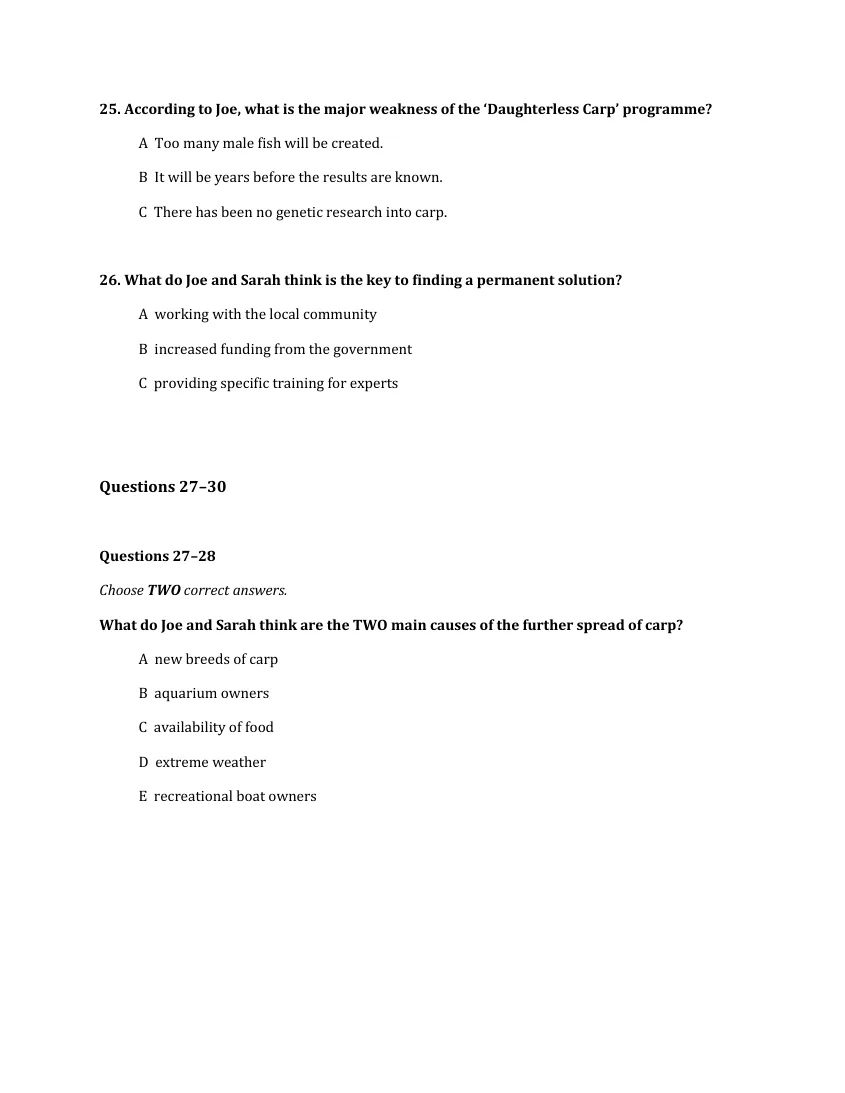 25. According to Joe, what is the major weakness of the ‘Daughterless Carp’ programme?
A Too many male fish will be created.
B It will be years before the results are known.
C There has been no genetic research into carp.
26. What do Joe and Sarah think is the key to finding a permanent solution?
A working with the local community
B increased funding from the government
C providing specific training for experts
Questions 27–30
Questions 27–28
Choose TWO correct answers.
What do Joe and Sarah think are the TWO main causes of the further spread of carp?
A new breeds of carp
B aquarium owners
C availability of food
D extreme weather
E recreational boat owners